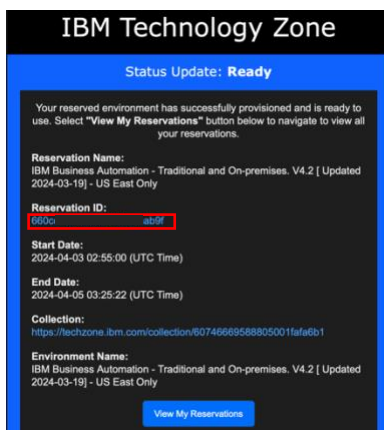 IBM Technology Zone
Status Update: Ready
Your reserved environment has successfully provisioned and is ready to
use. Select "View My Reservations" button below to navigate to view all
your reservations.
Reservation Name:
IBM Business Automation - Traditional and On-premises. V4.2 [ Updated
2024-03-19] - US East Only
Reservation ID:
660c ab9f
Start Date:
2024-04-03 02:55:00 (UTC Time)
End Date:
2024-04-05 03:25:22 (UTC Time)
Collection:
https://techzone.ibm.com/collection/60746669588805001fafa6b1
Environment Name:
IBM Business Automation - Traditional and On-premises. V4.2 [ Updated
2024-03-19] - US East Only
View My Reservations